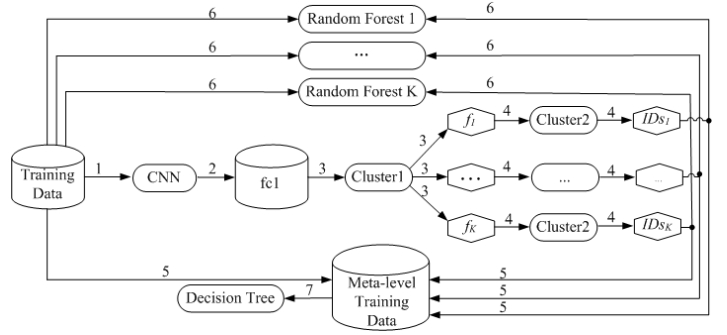 6 Random Forest 1 6
6 ... 6
6 Random Forest K 6
f1 4 Cluster2 4 IDs1
3
Training Data 1 CNN 2 fc1 3 Cluster1 3 ... 4 ... 4 ...
3
fK 4 Cluster2 4 IDsK
5 5
Decision Tree 7 Meta-level Training Data 5
5